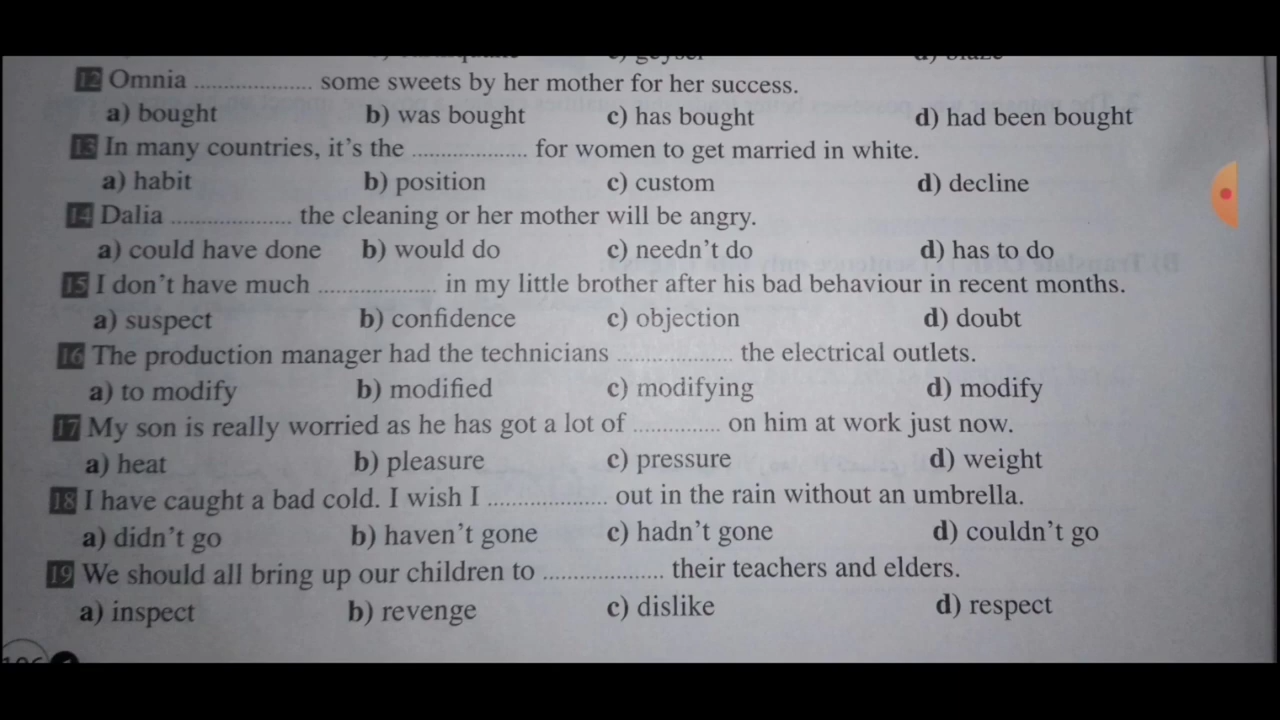 12 Omnia .................... some sweets by her mother for her success.
a) bought b) was bought c) has bought d) had been bought
13 In many countries, it's the .................... for women to get married in white.
a) habit b) position c) custom d) decline
14 Dalia .................... the cleaning or her mother will be angry.
a) could have done b) would do c) needn't do d) has to do
15 I don't have much .................... in my little brother after his bad behaviour in recent months.
a) suspect b) confidence c) objection d) doubt
16 The production manager had the technicians .................... the electrical outlets.
a) to modify b) modified c) modifying d) modify
17 My son is really worried as he has got a lot of .............. on him at work just now.
a) heat b) pleasure c) pressure d) weight
18 I have caught a bad cold. I wish I .................... out in the rain without an umbrella.
a) didn't go b) haven't gone c) hadn't gone d) couldn't go
19 We should all bring up our children to .................... their teachers and elders.
a) inspect b) revenge c) dislike d) respect